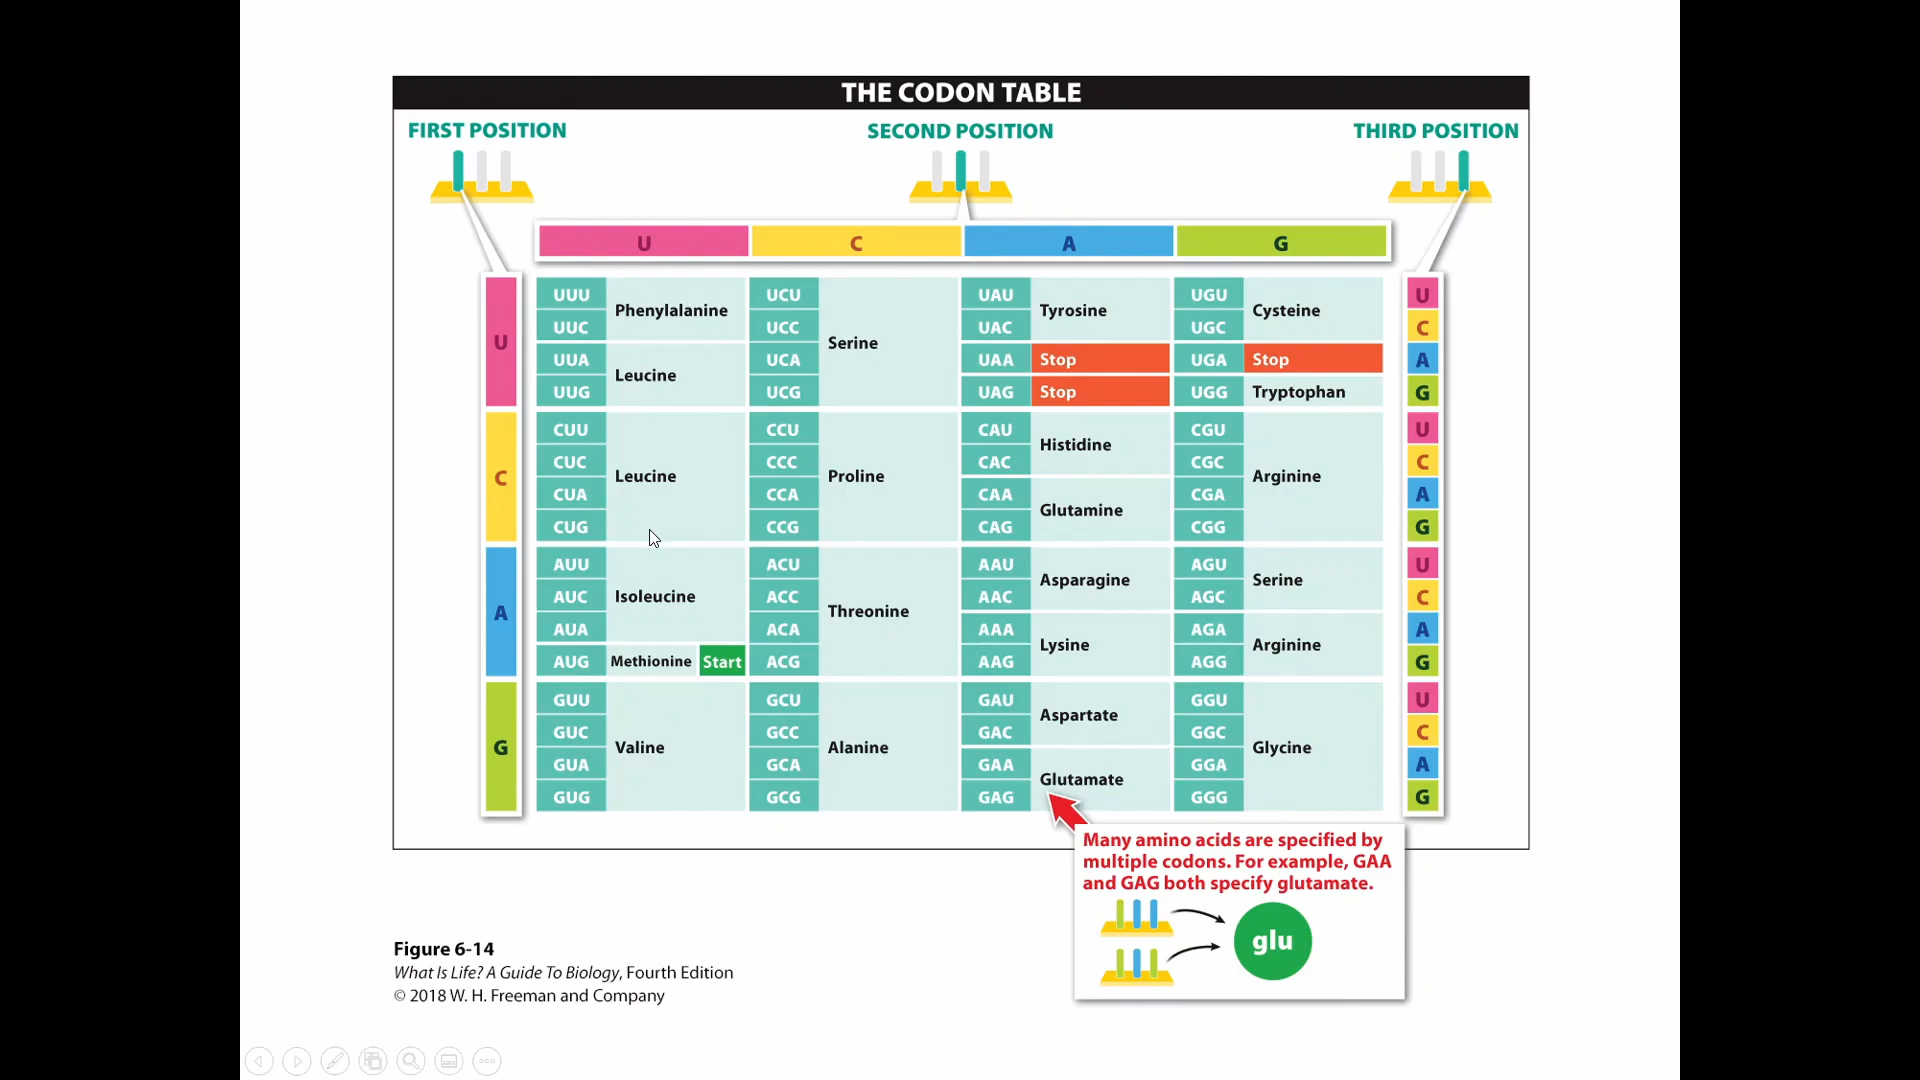 THE CODON TABLE
FIRST POSITION SECOND POSITION THIRD POSITION
U C A G
U
UUU Phenylalanine UCU Serine UAU Tyrosine UGU Cysteine U
UUC UCC UAC UGC C
UUA Leucine UCA UAA Stop UGA Stop A
UUG UCG UAG Stop UGG Tryptophan G
C
CUU Leucine CCU Proline CAU Histidine CGU Arginine U
CUC CCC CAC CGC C
CUA CCA CAA Glutamine CGA A
CUG CCG CAG CGG G
A
AUU Isoleucine ACU Threonine AAU Asparagine AGU Serine U
AUC ACC AAC AGC C
AUA ACA AAA Lysine AGA Arginine A
AUG Methionine Start ACG AAG AGG G
G
GUU Valine GCU Alanine GAU Aspartate GGU Glycine U
GUC GCC GAC GGC C
GUA GCA GAA Glutamate GGA A
GUG GCG GAG GGG G
Many amino acids are specified by
multiple codons. For example, GAA
and GAG both specify glutamate.
glu
Figure 6-14
What Is Life? A Guide To Biology, Fourth Edition
© 2018 W. H. Freeman and Company